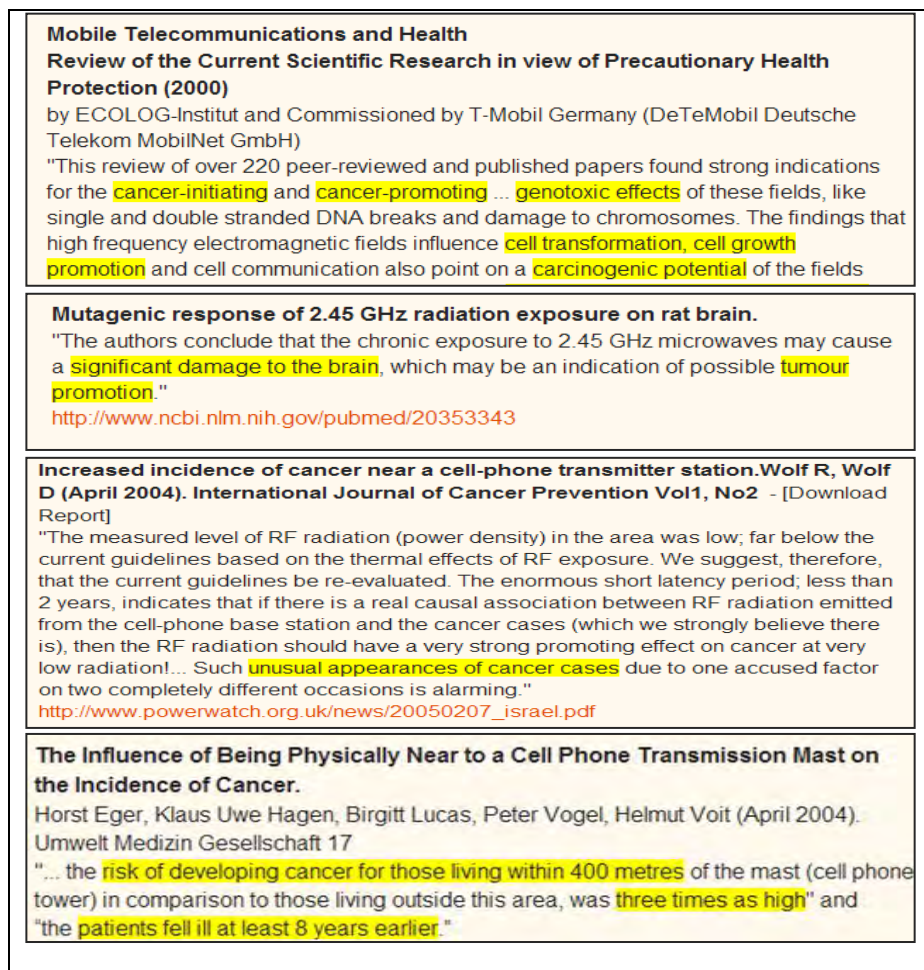 Mobile Telecommunications and Health
Review of the Current Scientific Research in view of Precautionary Health
Protection (2000)
by ECOLOG-Institut and Commissioned by T-Mobil Germany (DeTeMobil Deutsche
Telekom MobilNet GmbH)
"This review of over 220 peer-reviewed and published papers found strong indications
for the cancer-initiating and cancer-promoting ... genotoxic effects of these fields, like
single and double stranded DNA breaks and damage to chromosomes. The findings that
high frequency electromagnetic fields influence cell transformation, cell growth
promotion and cell communication also point on a carcinogenic potential of the fields
Mutagenic response of 2.45 GHz radiation exposure on rat brain.
"The authors conclude that the chronic exposure to 2.45 GHz microwaves may cause
a significant damage to the brain, which may be an indication of possible tumour
promotion."
http://www.ncbi.nlm.nih.gov/pubmed/20353343
Increased incidence of cancer near a cell-phone transmitter station.Wolf R, Wolf
D (April 2004). International Journal of Cancer Prevention Vol1, No2 - [Download
Report]
"The measured level of RF radiation (power density) in the area was low; far below the
current guidelines based on the thermal effects of RF exposure. We suggest, therefore,
that the current guidelines be re-evaluated. The enormous short latency period; less than
2 years, indicates that if there is a real causal association between RF radiation emitted
from the cell-phone base station and the cancer cases (which we strongly believe there
is), then the RF radiation should have a very strong promoting effect on cancer at very
low radiation!... Such unusual appearances of cancer cases due to one accused factor
on two completely different occasions is alarming."
http://www.powerwatch.org.uk/news/20050207_israel.pdf
The Influence of Being Physically Near to a Cell Phone Transmission Mast on
the Incidence of Cancer.
Horst Eger, Klaus Uwe Hagen, Birgitt Lucas, Peter Vogel, Helmut Voit (April 2004).
Umwelt Medizin Gesellschaft 17
"... the risk of developing cancer for those living within 400 metres of the mast (cell phone
tower) in comparison to those living outside this area, was three times as high" and
"the patients fell ill at least 8 years earlier."